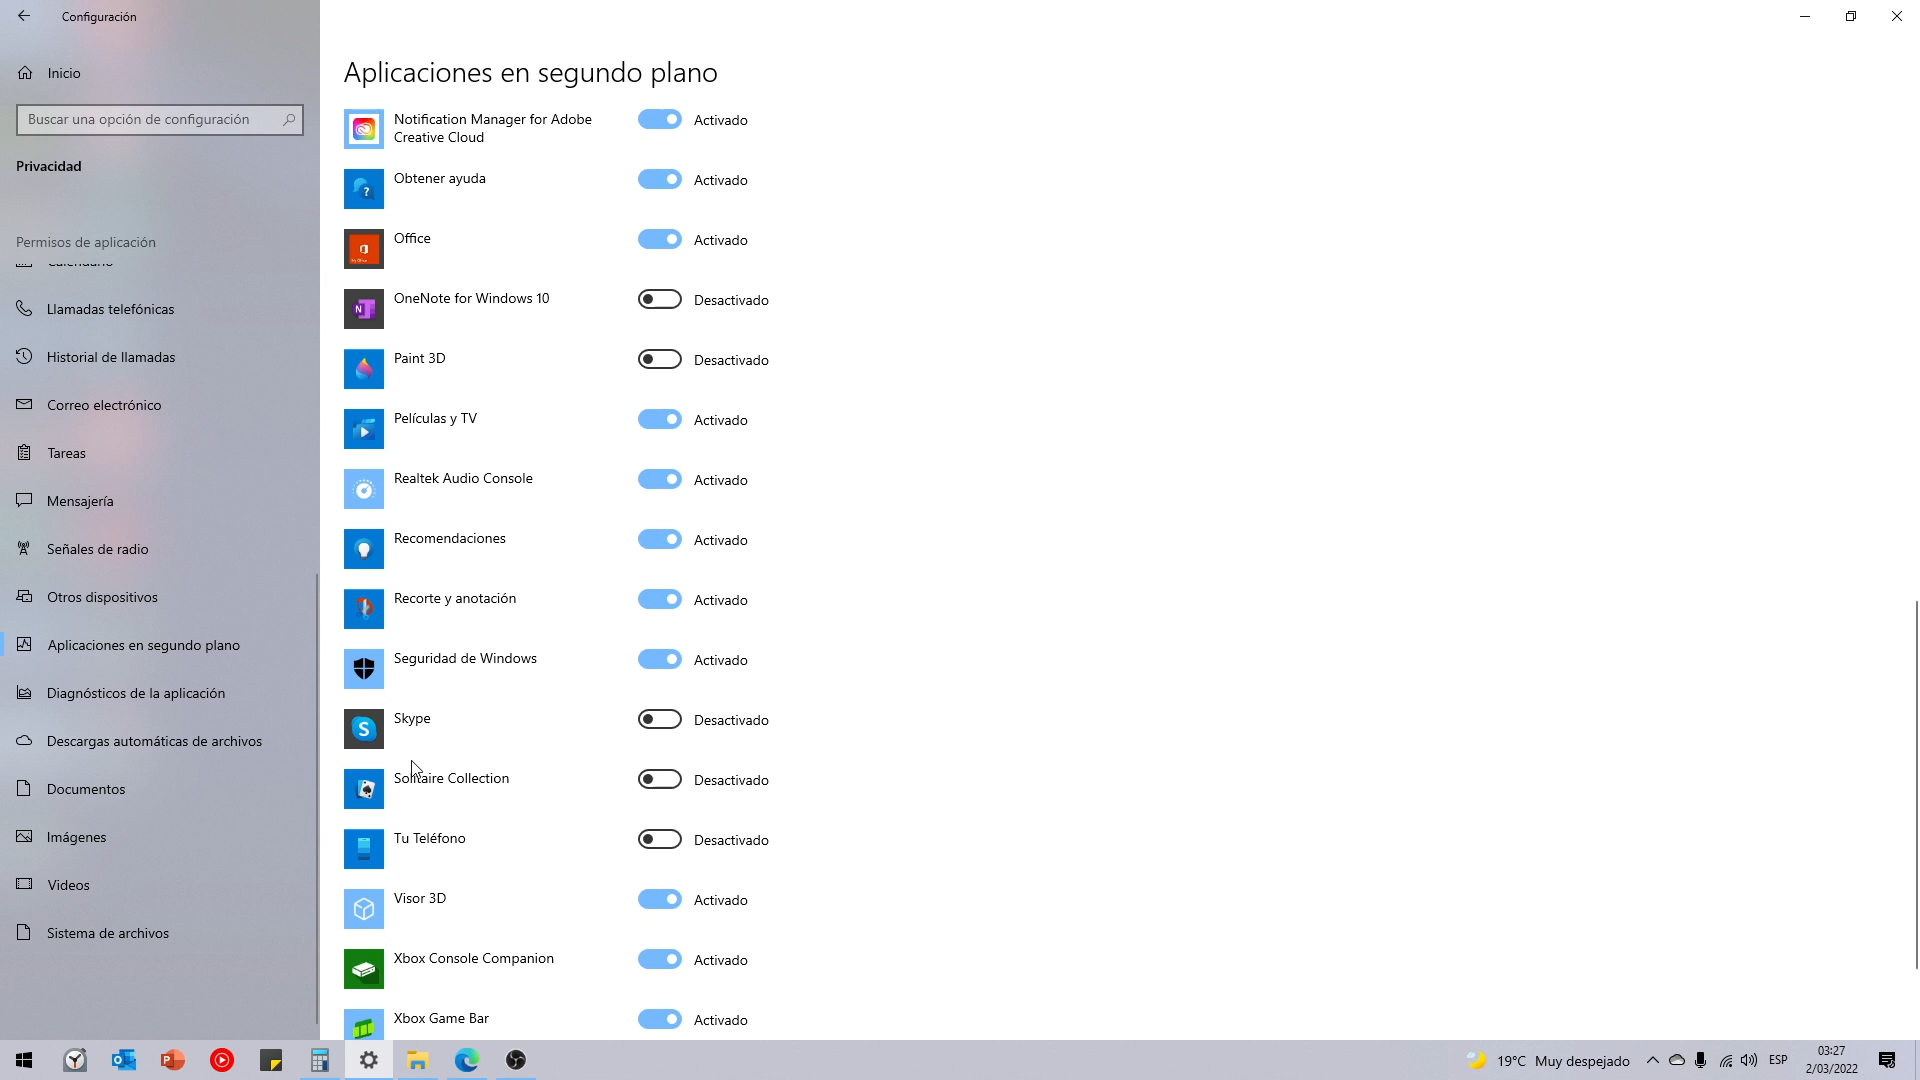 Configuración
Inicio
Buscar una opción de configuración
Privacidad
Permisos de aplicación
Calendario
Llamadas telefónicas
Historial de llamadas
Correo electrónico
Tareas
Mensajería
Señales de radio
Otros dispositivos
Aplicaciones en segundo plano
Diagnósticos de la aplicación
Descargas automáticas de archivos
Documentos
Imágenes
Videos
Sistema de archivos
Aplicaciones en segundo plano
Notification Manager for Adobe
Creative Cloud
Activado
Obtener ayuda
Activado
Office
Activado
OneNote for Windows 10
Desactivado
Paint 3D
Desactivado
Películas y TV
Activado
Realtek Audio Console
Activado
Recomendaciones
Activado
Recorte y anotación
Activado
Seguridad de Windows
Activado
Skype
Desactivado
Solitaire Collection
Desactivado
Tu Teléfono
Desactivado
Visor 3D
Activado
Xbox Console Companion
Activado
Xbox Game Bar
Activado
19°C Muy despejado
ESP
03:27
2/03/2022